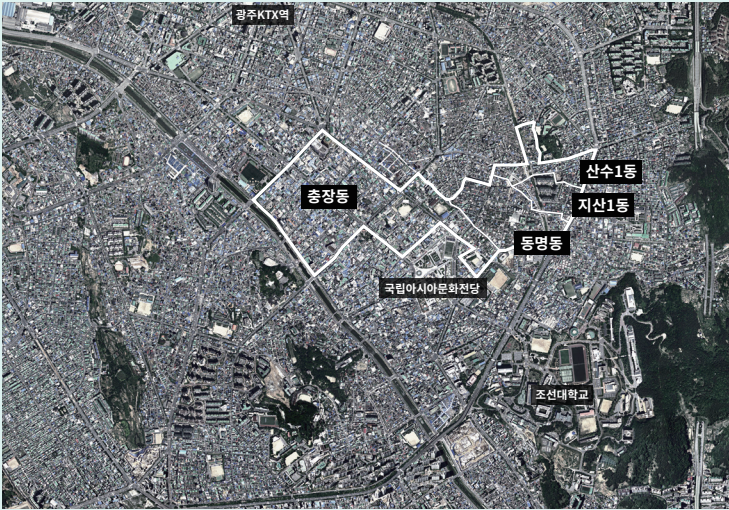 광주KTX역
산수1동
충장동
지산1동
동명동
국립아시아문화전당
조선대학교